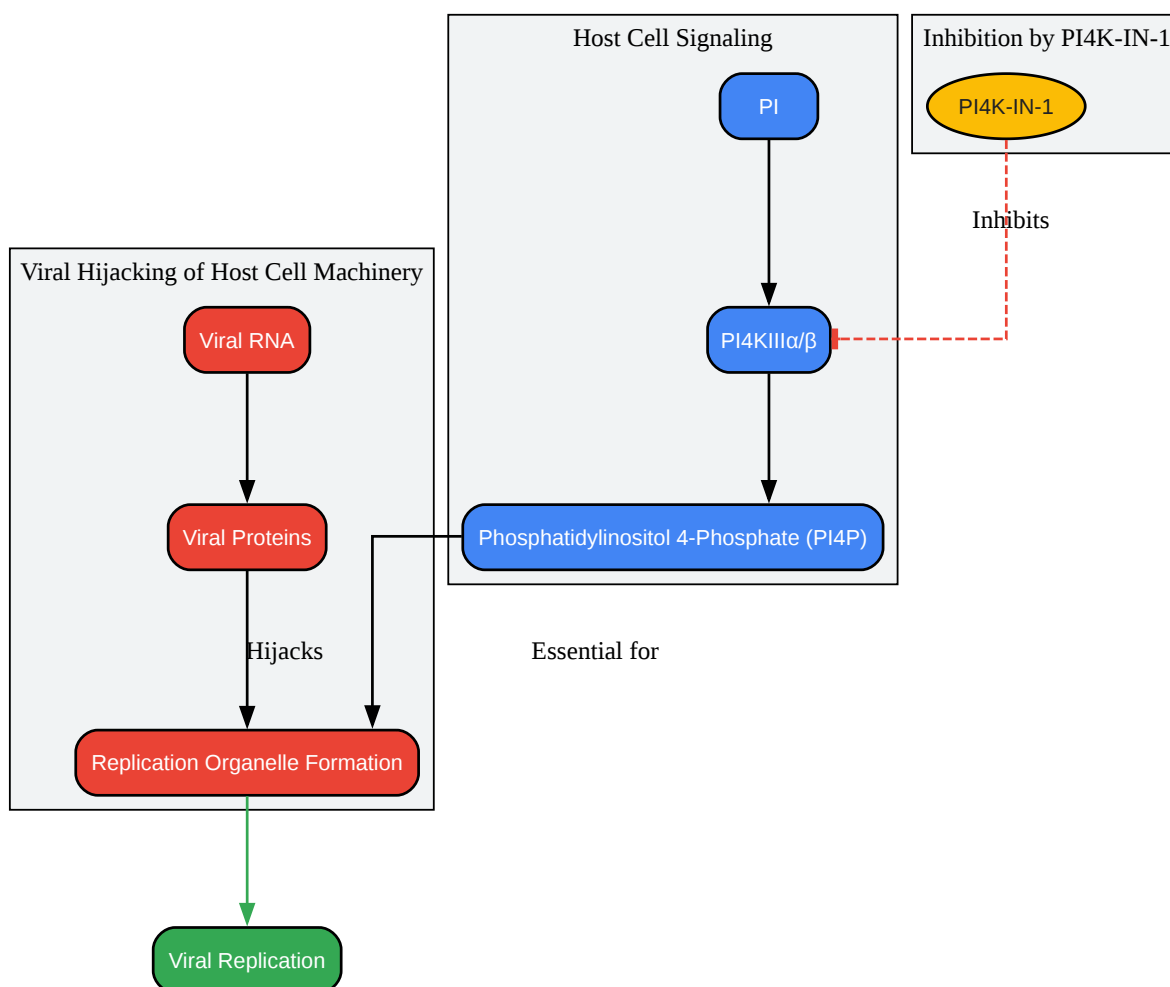 Host Cell Signaling
Inhibition by PI4K-IN-1
PI
PI4K-IN-1
Inhibits
Viral Hijacking of Host Cell Machinery
Viral RNA
PI4KIIIα/β
Viral Proteins
Phosphatidylinositol 4-Phosphate (PI4P)
Hijacks
Essential for
Replication Organelle Formation
Viral Replication